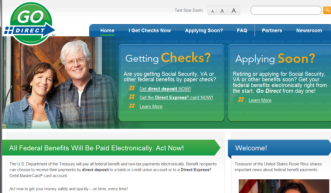 Text Size Zoom: A A A
GO
DIRECT
Home I Get Checks Now Applying Soon? FAQ Partners Newsroom
Getting Checks?
Are you getting Social Security, VA or
other federal benefits by paper check?
Get direct deposit NOW!
Get the Direct Express® card NOW!
Learn More
Applying Soon?
Retiring or applying for Social Security,
VA or other federal benefits soon? Get your
federal benefits electronically right from
the start. Go Direct from day one!
Learn More
All Federal Benefits Will Be Paid Electronically. Act Now!
The U.S. Department of the Treasury will pay all federal benefit and non-tax payments electronically. Benefit recipients
can choose to receive their payments by direct deposit to a bank or credit union account or to a Direct Express®
Debit MasterCard® card account.
Act now to get your money safely and quickly – on time, every time!
Welcome!
Treasurer of the United States Rosie Rios shares
important news about federal benefit payments.